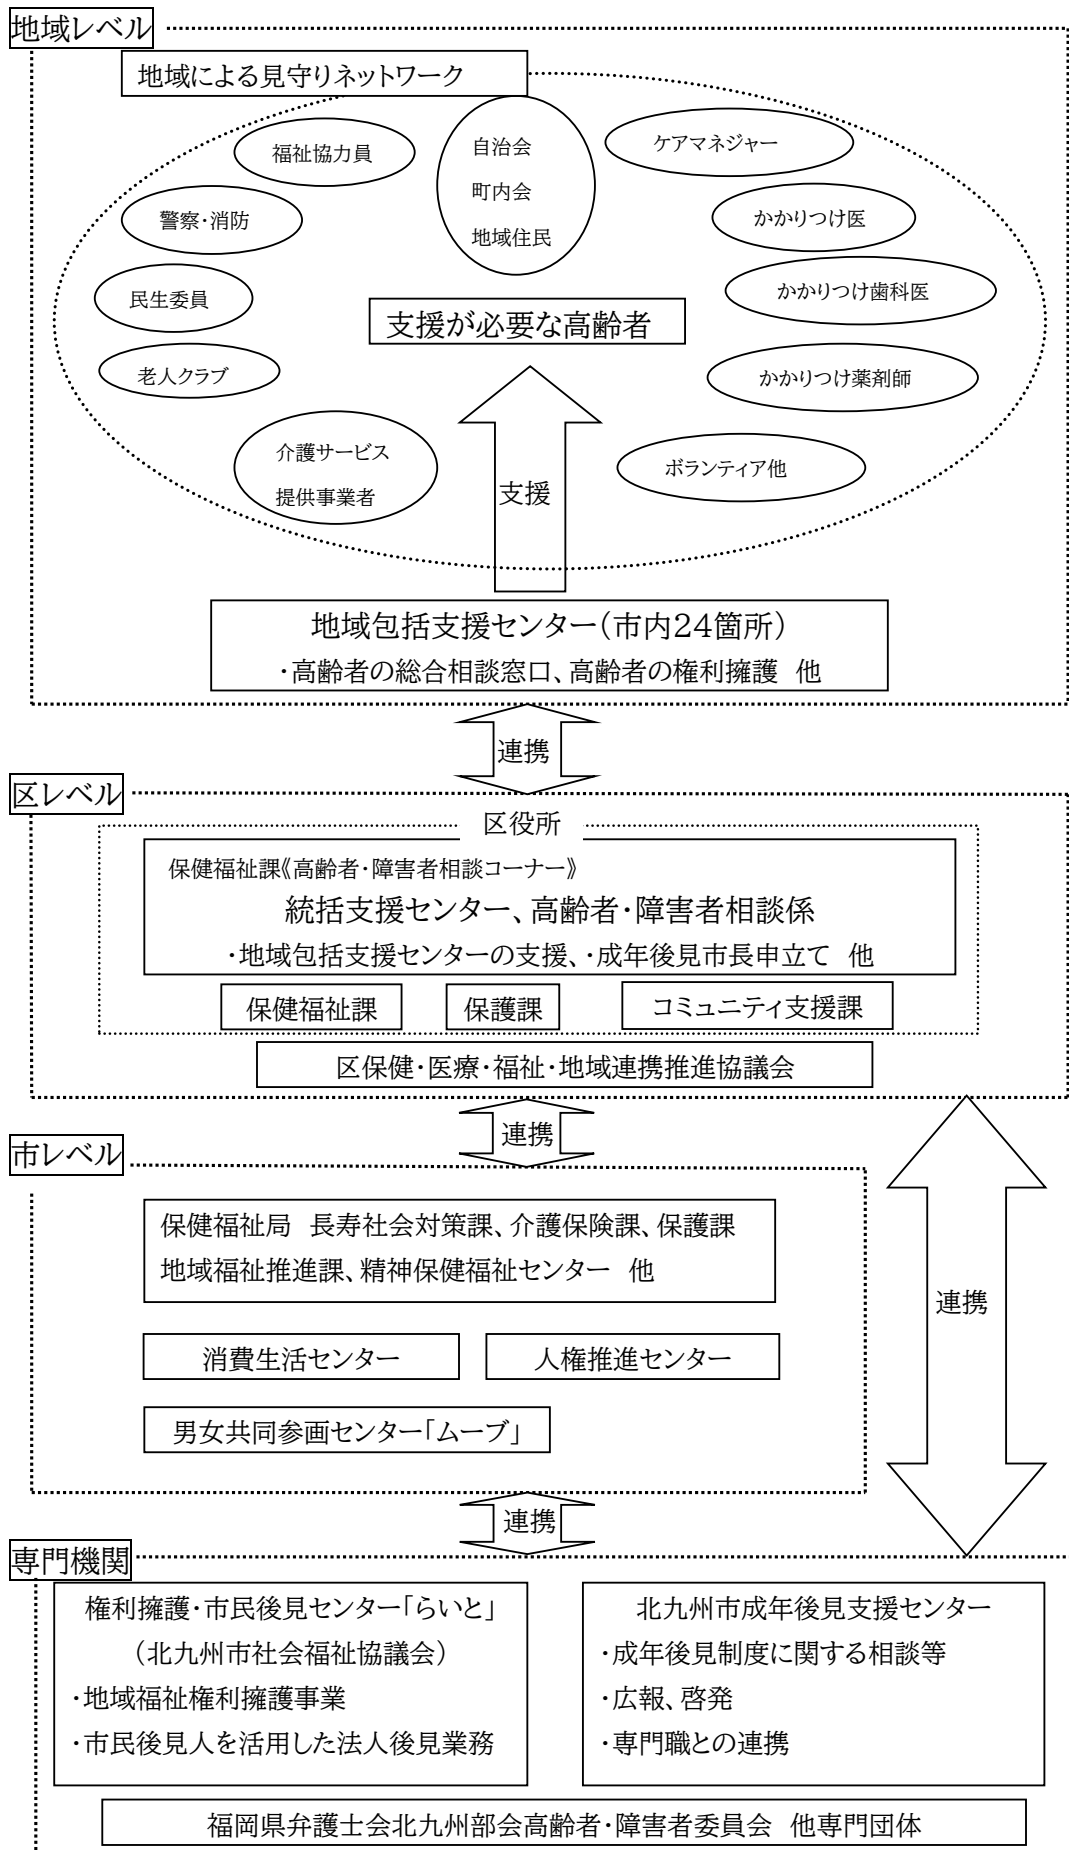 地域レベル
地域による見守りネットワーク
福祉協力員
自治会
町内会
地域住民
ケアマネジャー
警察・消防
かかりつけ医
民生委員
かかりつけ歯科医
支援が必要な高齢者
老人クラブ
かかりつけ薬剤師
介護サービス
提供事業者
ボランティア他
支援
地域包括支援センター（市内24箇所）
・高齢者の総合相談窓口、高齢者の権利擁護　他
連携
区レベル
区役所
保健福祉課《高齢者・障害者相談コーナー》
統括支援センター、高齢者・障害者相談係
・地域包括支援センターの支援、・成年後見市長申立て　他
保健福祉課
保護課
コミュニティ支援課
区保健・医療・福祉・地域連携推進協議会
連携
市レベル
保健福祉局　長寿社会対策課、介護保険課、保護課
地域福祉推進課、精神保健福祉センター　他
連携
消費生活センター
人権推進センター
男女共同参画センター「ムーブ」
連携
専門機関
権利擁護・市民後見センター「らいと」
（北九州市社会福祉協議会）
・地域福祉権利擁護事業
・市民後見人を活用した法人後見業務
北九州市成年後見支援センター
・成年後見制度に関する相談等
・広報、啓発
・専門職との連携
福岡県弁護士会北九州部会高齢者・障害者委員会　他専門団体